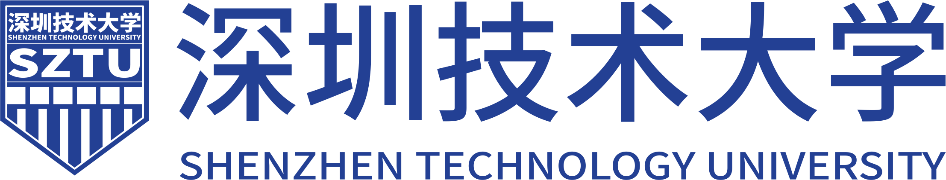 深圳技术大学
SHENZHEN TECHNOLOGY UNIVERSITY
SZTU
深圳技术大学
SHENZHEN TECHNOLOGY UNIVERSITY